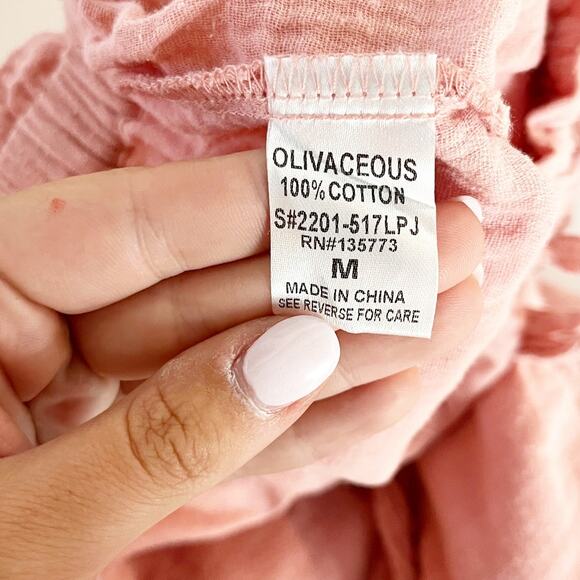 OLIVACEOUS
100% COTTON
S#2201-517LPJ
RN#135773
M
MADE IN CHINA
SEE REVERSE FOR CARE